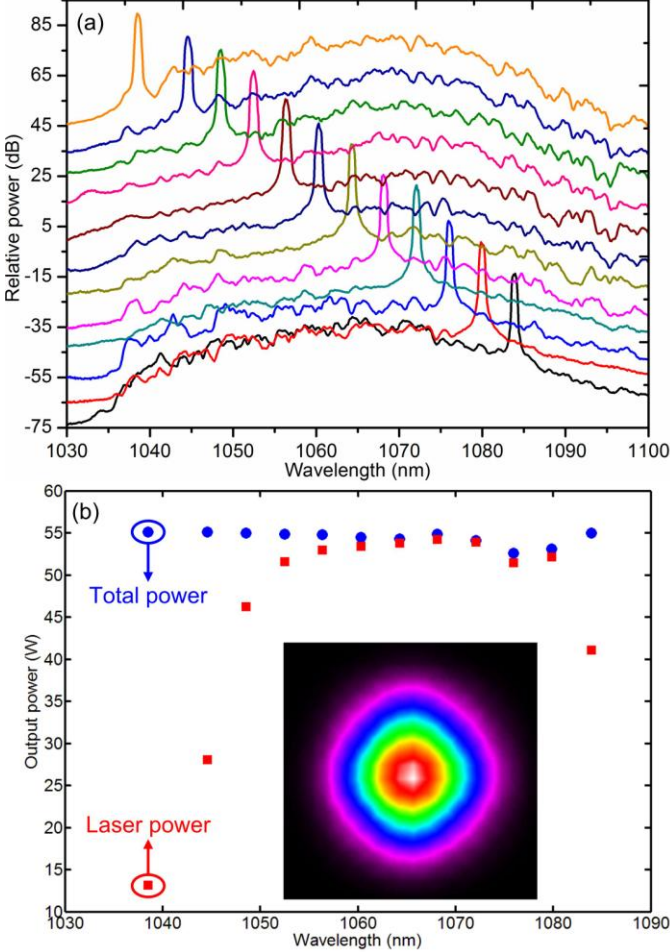 (a)
Relative power (dB)
85
65
45
25
5
-15
-35
-55
-75
1030 1040 1050 1060 1070 1080 1090 1100
Wavelength (nm)
(b)
Output power (W)
60
55
50
45
40
35
30
25
20
15
10
Total power
Laser power
1030 1040 1050 1060 1070 1080 1090
Wavelength (nm)